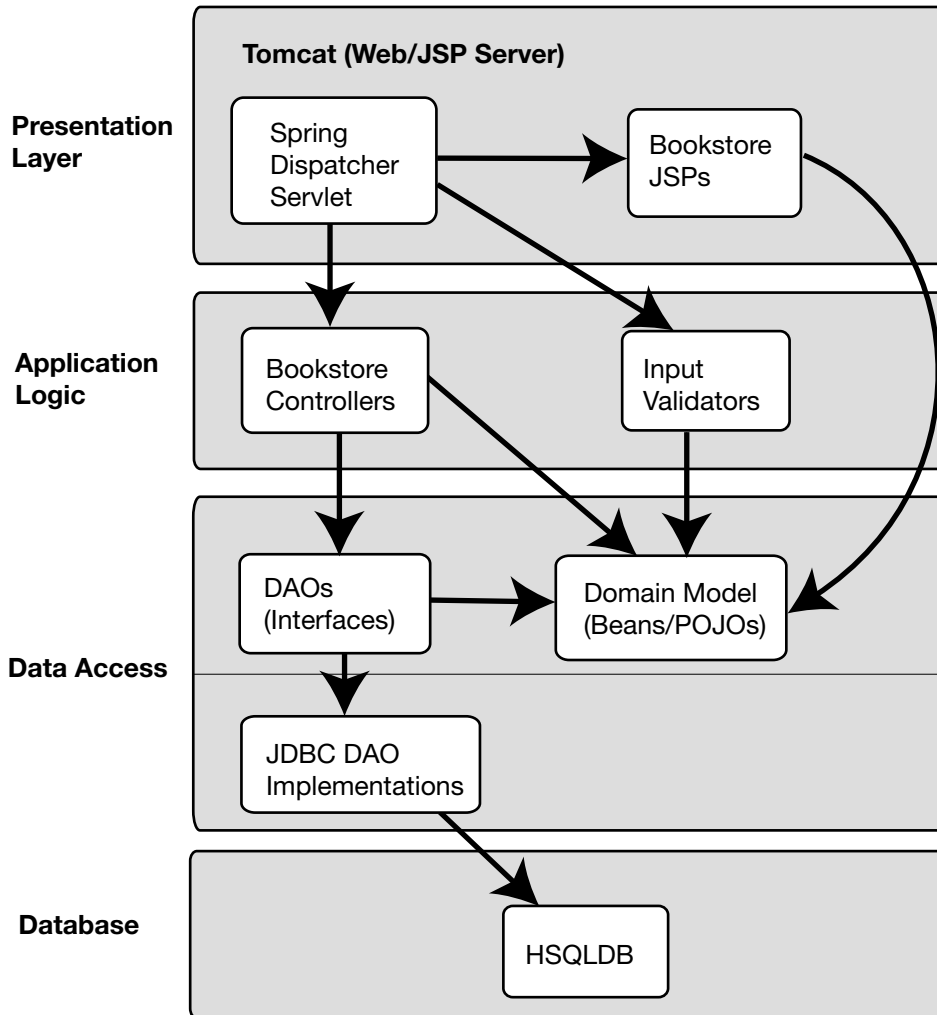 Tomcat (Web/JSP Server)
Presentation
Layer
Spring
Dispatcher
Servlet
Bookstore
JSPs
Application
Logic
Bookstore
Controllers
Input
Validators
Data Access
DAOs
(Interfaces)
Domain Model
(Beans/POJOs)
JDBC DAO
Implementations
Database
HSQLDB